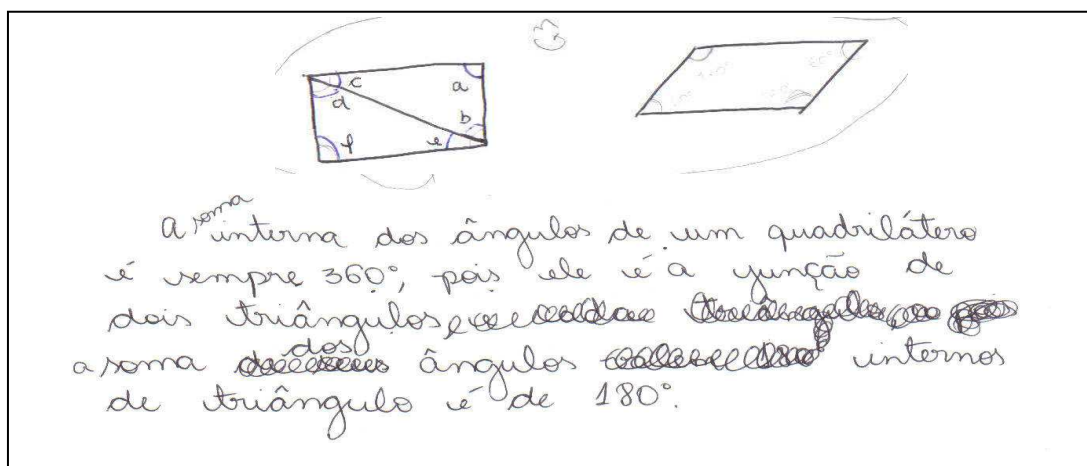 c a
d b
f e
A soma interna dos ângulos de um quadrilátero
é sempre 360°, pois ele é a junção de
dois triângulos,
a soma dos ângulos internos
de triângulo é de 180°.